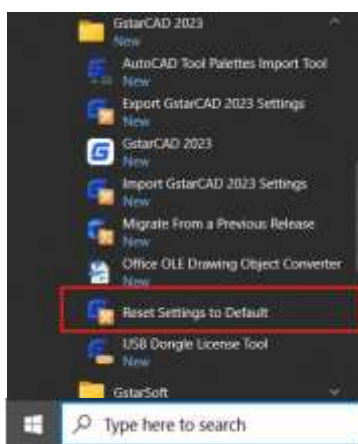 GstarCAD 2023
New
AutoCAD Tool Palettes Import Tool
New
Export GstarCAD 2023 Settings
New
GstarCAD 2023
New
Import GstarCAD 2023 Settings
New
Migrate From a Previous Release
New
Office OLE Drawing Object Converter
New
Reset Settings to Default
USB Dongle License Tool
New
GstarSoft
Type here to search